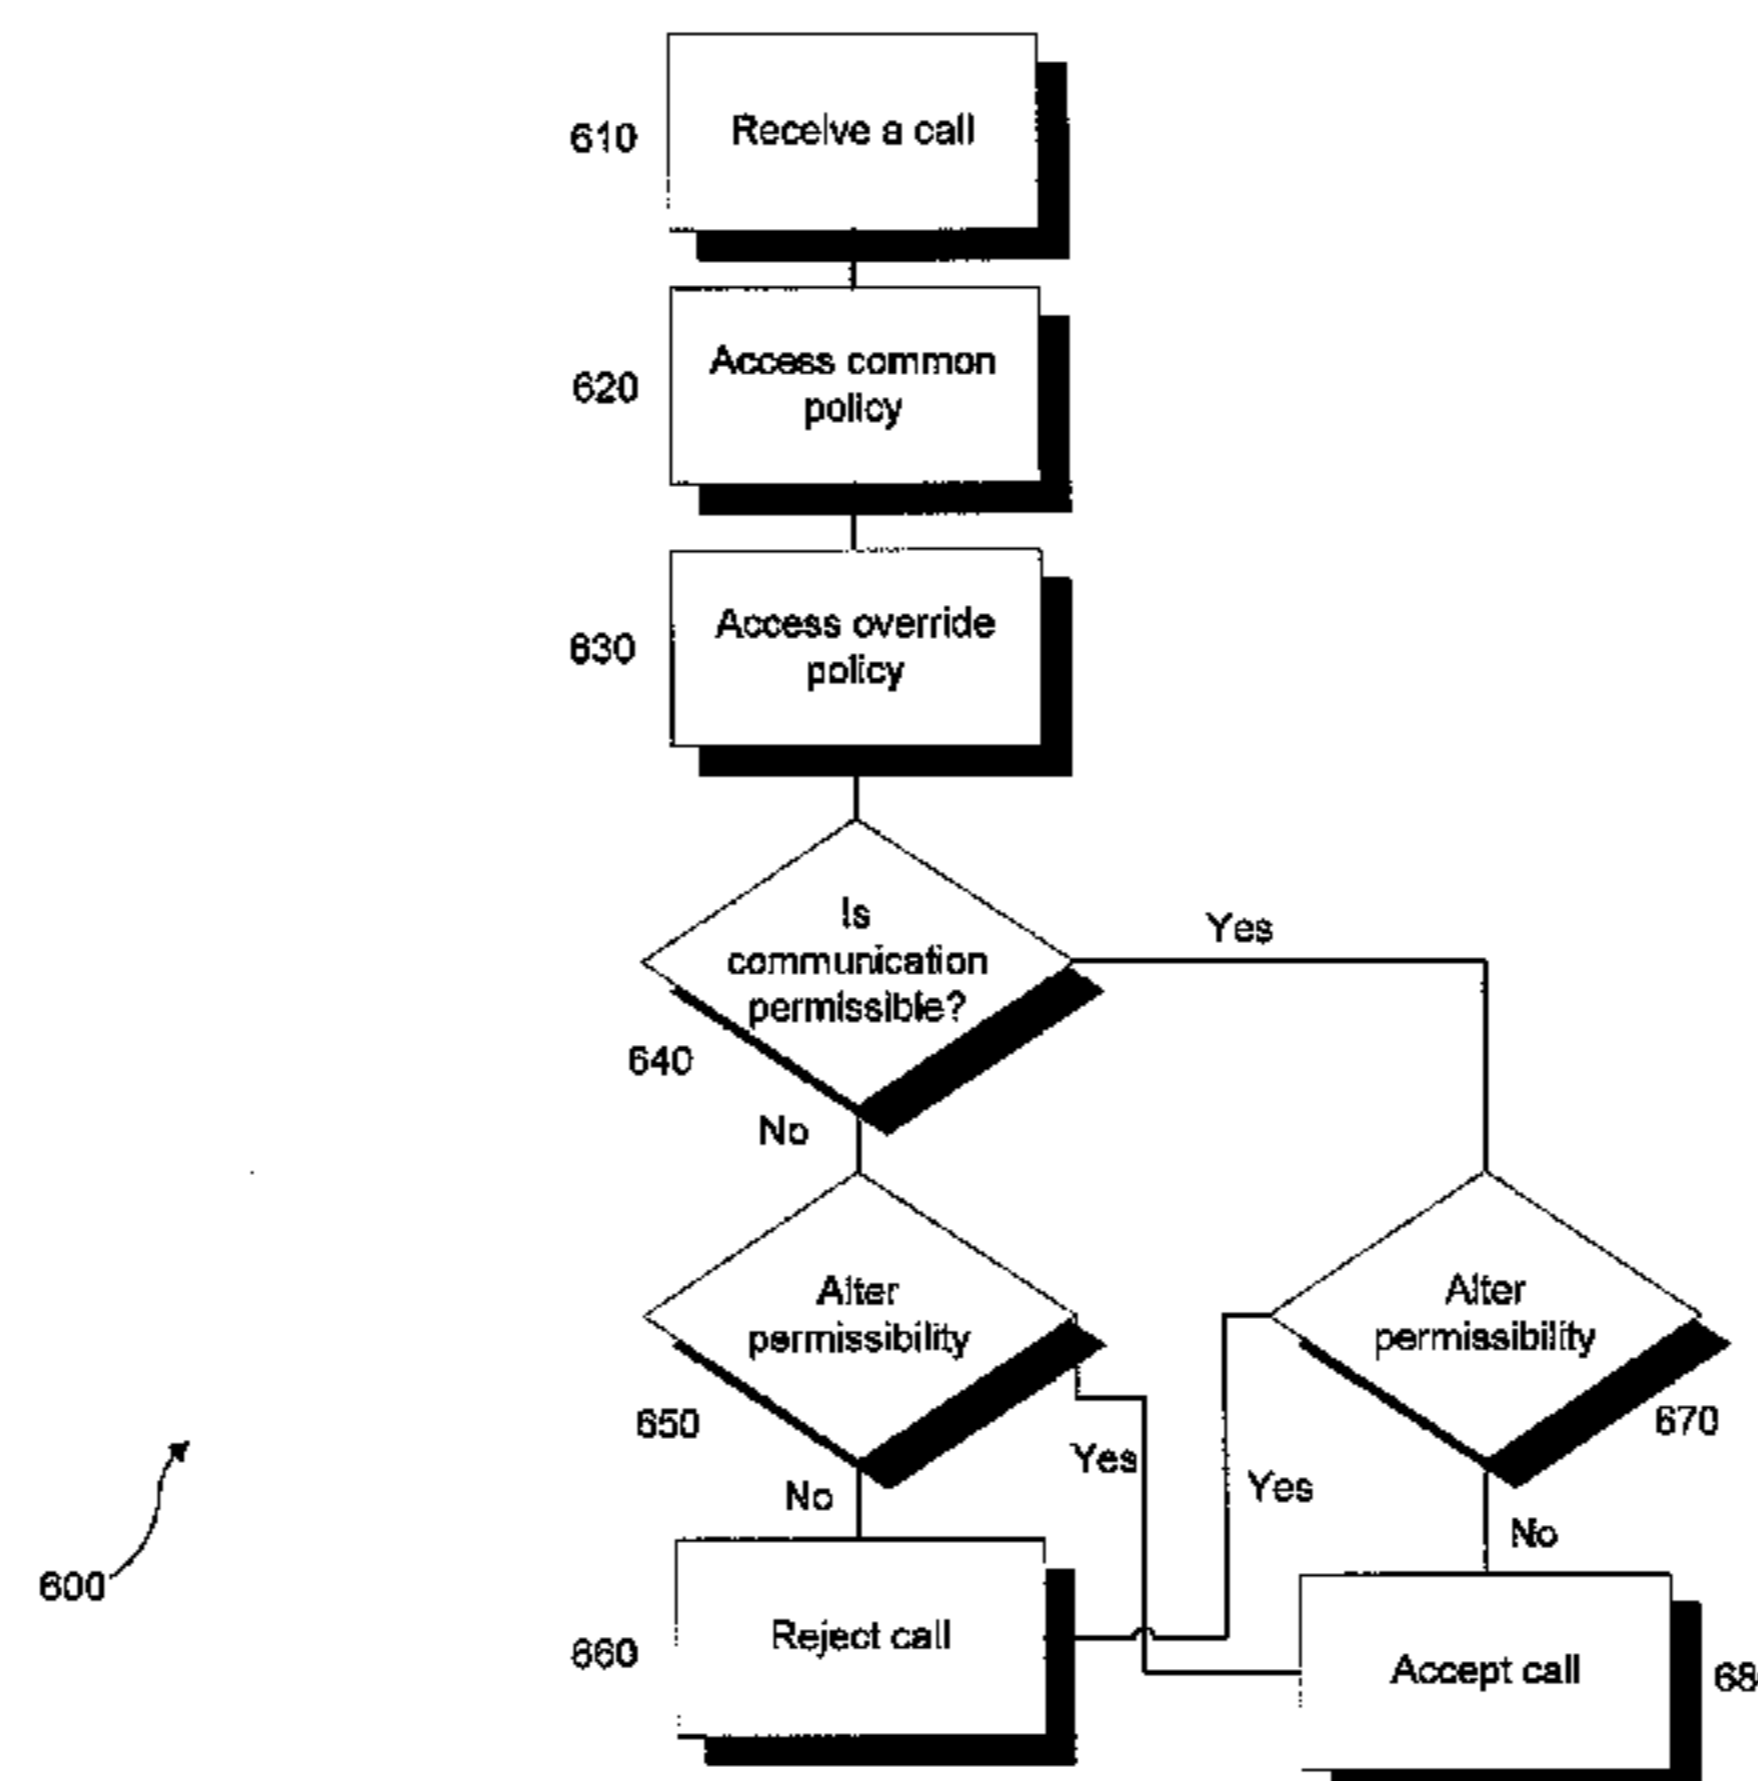 610
Receive a call
620
Access common
policy
630
Access override
policy
Is
communication
permissible?
640
Yes
No
Alter
permissibility
650
Alter
permissibility
670
Yes
Yes
No
No
600
660
Reject call
Accept call
68